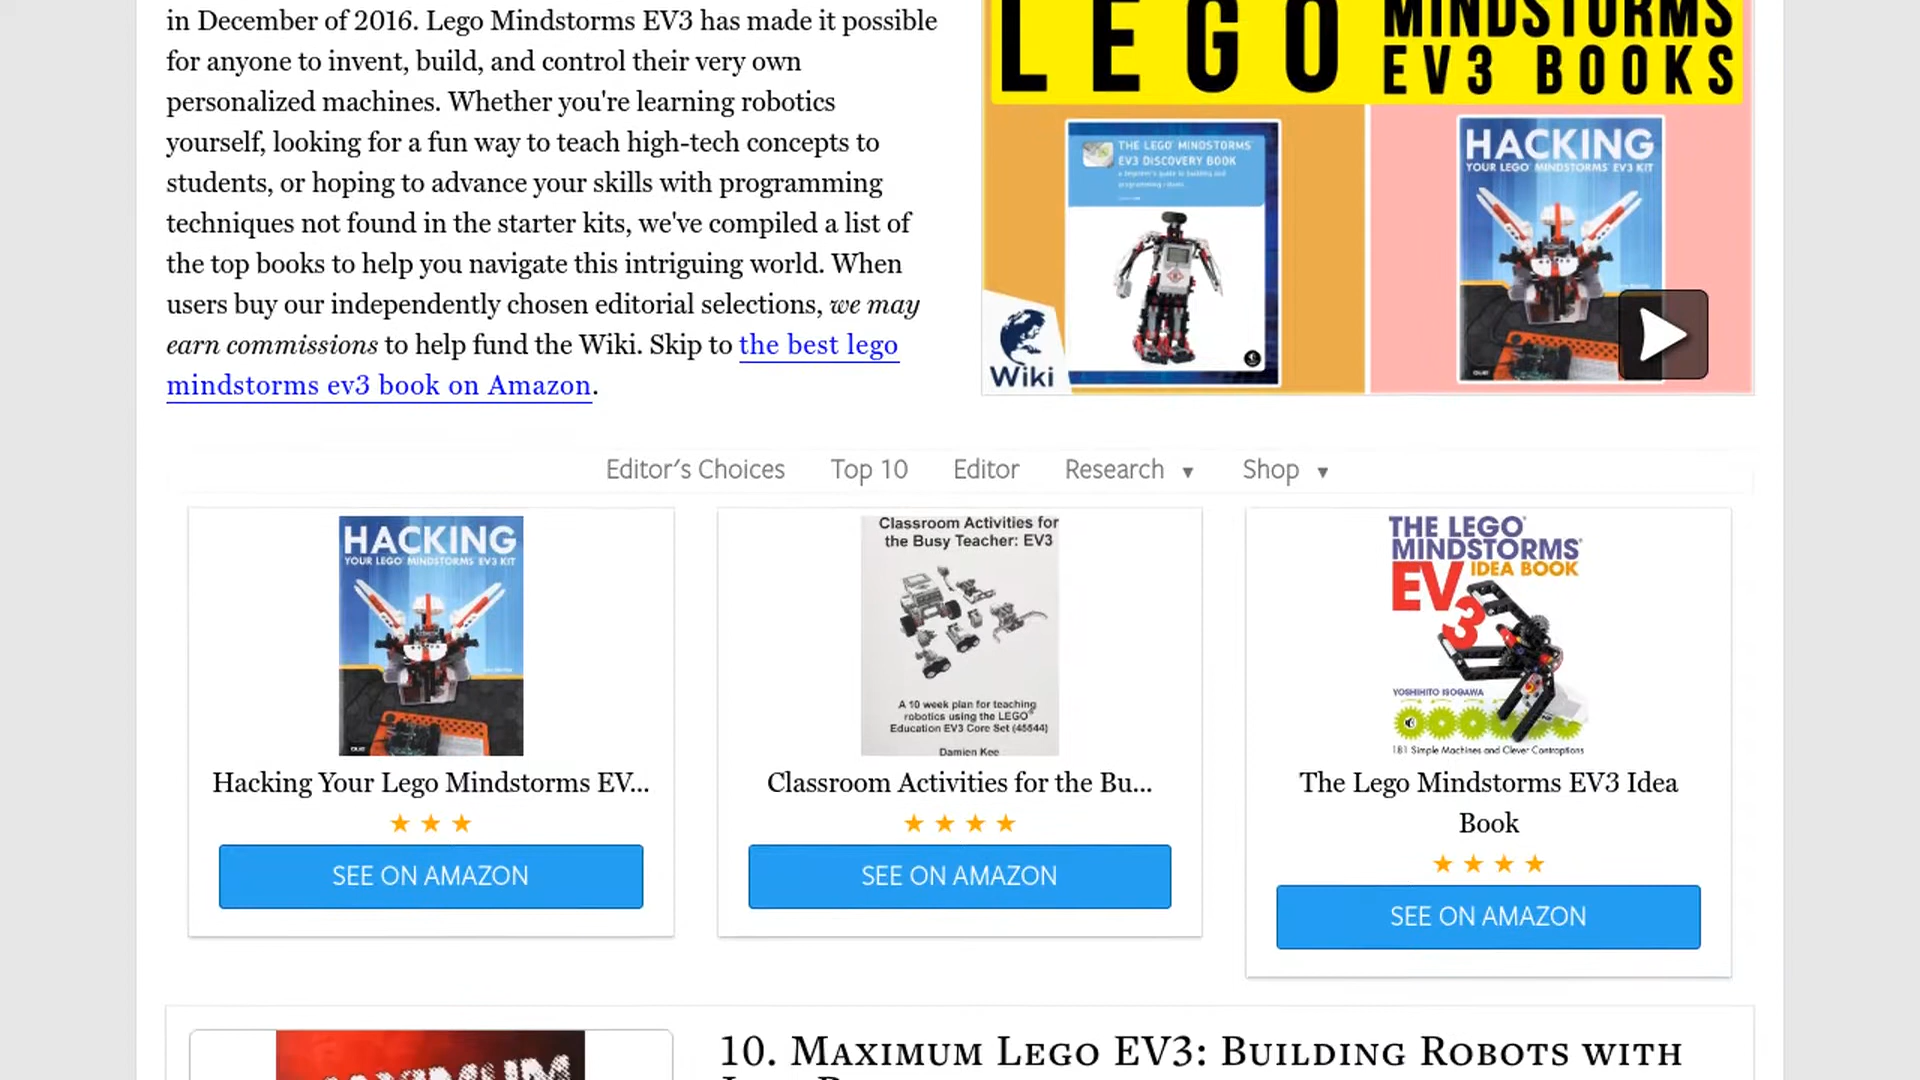 in December of 2016. Lego Mindstorms EV3 has made it possible
for anyone to invent, build, and control their very own
personalized machines. Whether you're learning robotics
yourself, looking for a fun way to teach high-tech concepts to
students, or hoping to advance your skills with programming
techniques not found in the starter kits, we've compiled a list of
the top books to help you navigate this intriguing world. When
users buy our independently chosen editorial selections, we may
earn commissions to help fund the Wiki. Skip to the best lego
mindstorms ev3 book on Amazon.
LEGO
MINDSTORMS
EV3 BOOKS
THE LEGO MINDSTORMS
EV3 DISCOVERY BOOK
a beginner's guide to building and
programming robots
HACKING
YOUR LEGO MINDSTORMS EV3 KIT
Wiki
Editor's Choices
Top 10
Editor
Research ▼
Shop ▼
HACKING
YOUR LEGO MINDSTORMS EV3 KIT
Hacking Your Lego Mindstorms EV...
★ ★ ★
SEE ON AMAZON
Classroom Activities for
the Busy Teacher: EV3
A 10 week plan for teaching
robotics using the LEGO®
Education EV3 Core Set (45544)
Damien Kee
Classroom Activities for the Bu...
★ ★ ★ ★
SEE ON AMAZON
THE LEGO®
MINDSTORMS®
EV3 IDEA BOOK
YOSHIHITO ISOGAWA
181 Simple Machines and Clever Contraptions
The Lego Mindstorms EV3 Idea
Book
★ ★ ★ ★
SEE ON AMAZON
MAXIMUM
10. Maximum Lego EV3: Building Robots with